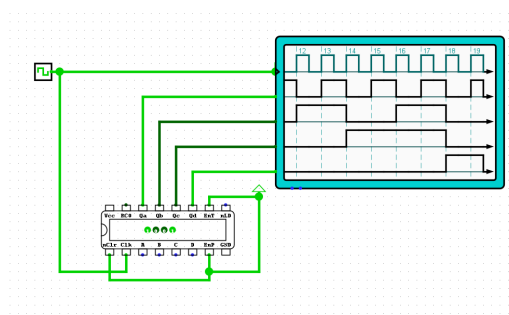 12 13 14 15 16 17 18 19
Vcc RCO Qa Qb Qc Qd EnT nLD
nClr Clk A B C D EnP GND